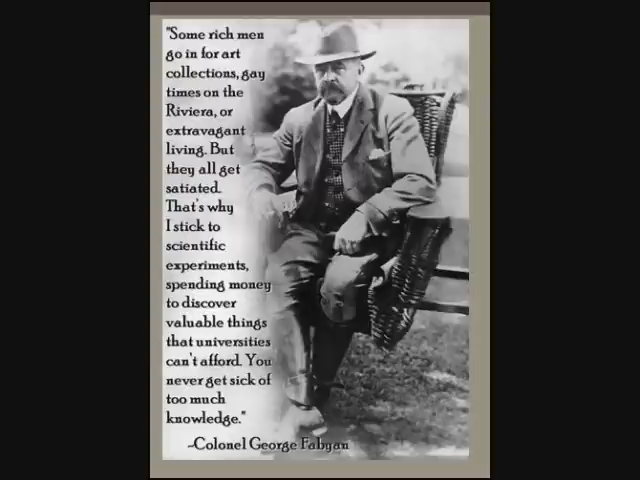 "Some rich men
go in for art
collections, gay
times on the
Riviera, or
extravagant
living. But
they all get
satiated.
That's why
I stick to
scientific
experiments,
spending money
to discover
valuable things
that universities
can't afford. You
never get sick of
too much
knowledge."
~Colonel George Fabyan